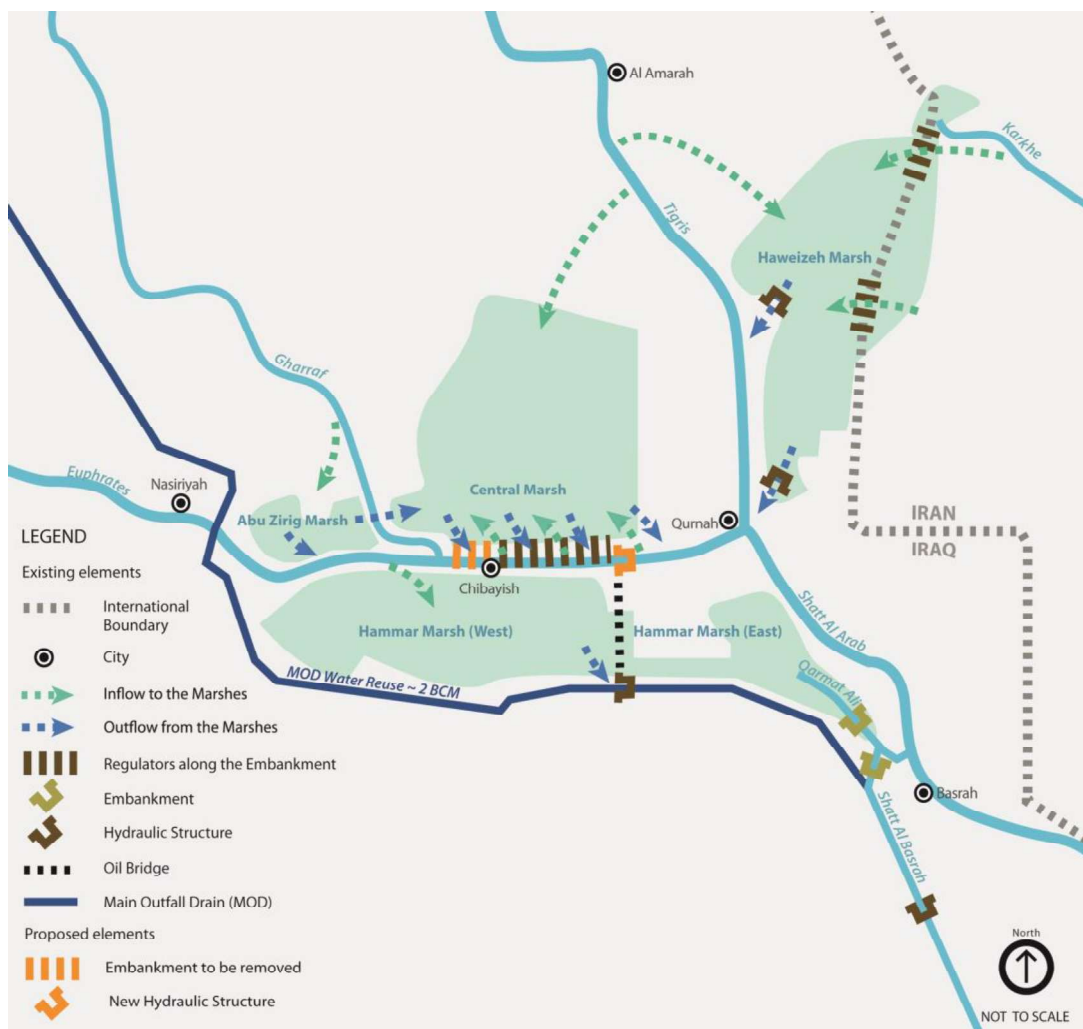 Al Amarah
Karkhe
Tigris
Haweizeh Marsh
Gharraf
Euphrates
Nasiriyah
Abu Zirig Marsh
Central Marsh
Qurnah
IRAN
IRAQ
Chibayish
Hammar Marsh (West)
Hammar Marsh (East)
Shatt Al Arab
MOD Water Reuse ~ 2 BCM
Qarmat Ali
Basrah
Shatt Al Basrah
LEGEND
Existing elements
International
Boundary
City
Inflow to the Marshes
Outflow from the Marshes
Regulators along the Embankment
Embankment
Hydraulic Structure
Oil Bridge
Main Outfall Drain (MOD)
Proposed elements
Embankment to be removed
New Hydraulic Structure
North
NOT TO SCALE